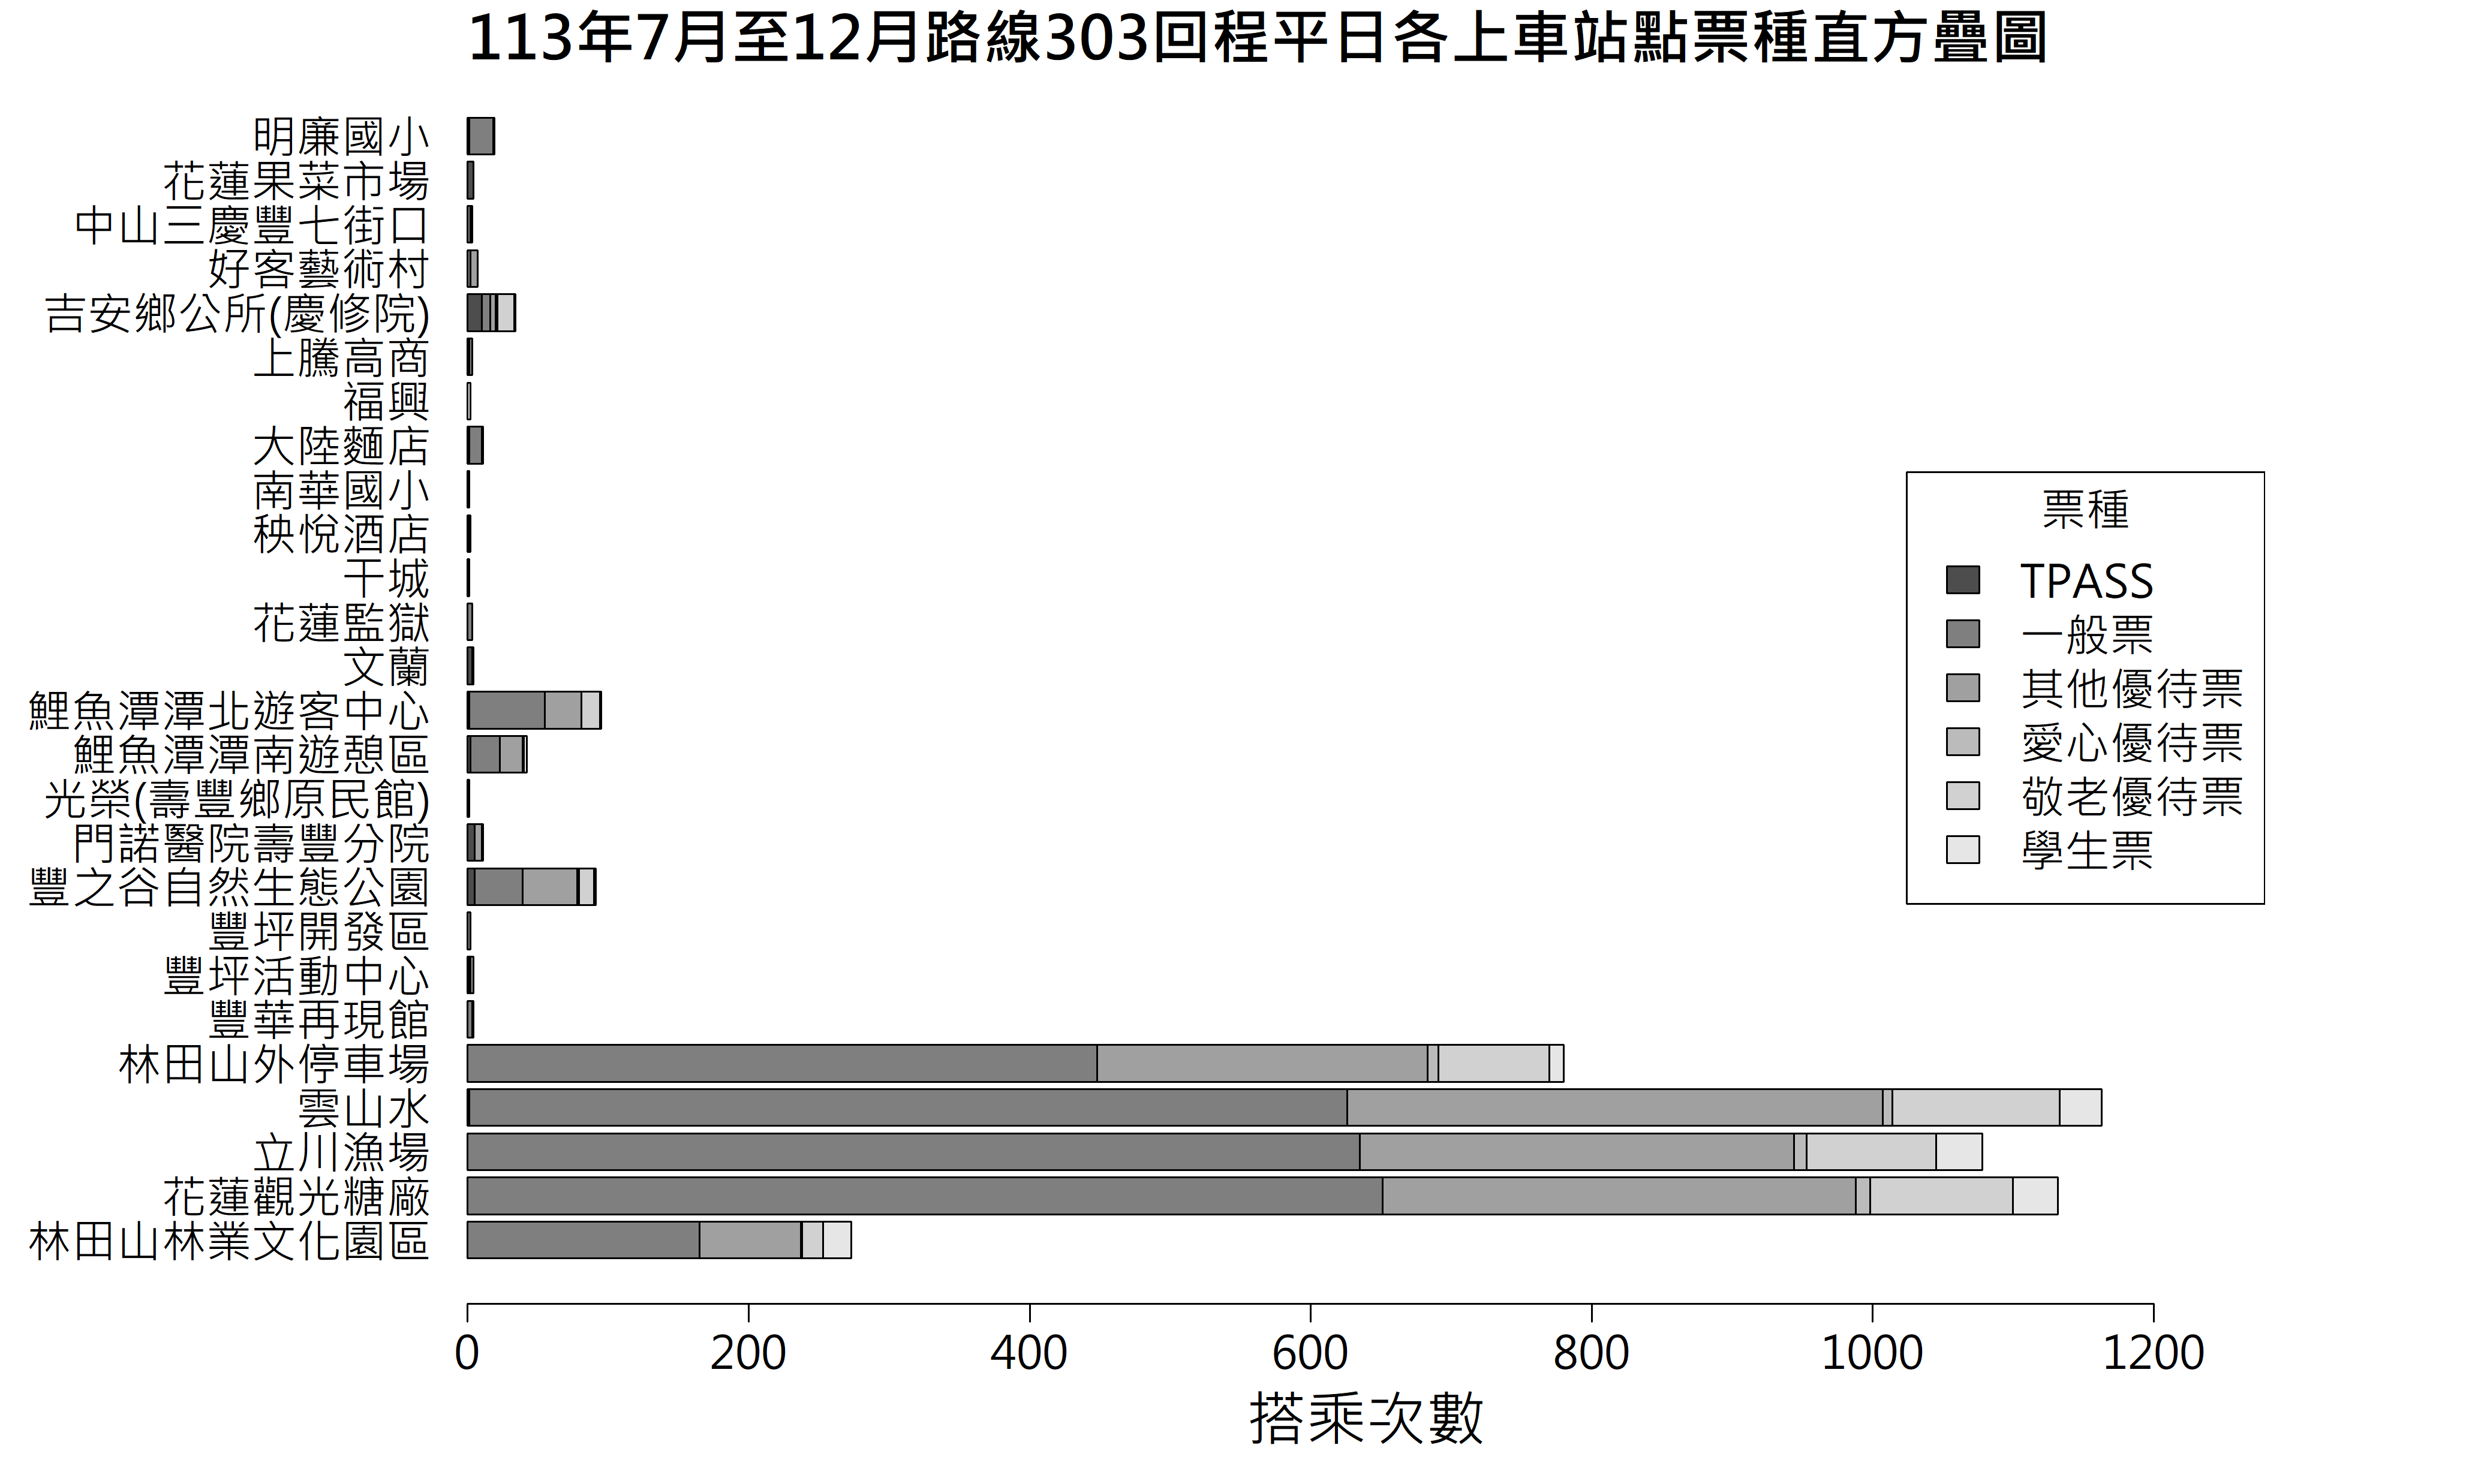 113年7月至12月路線303回程平日各上車站點票種直方疊圖
明廉國小
花蓮果菜市場
中山三慶豐七街口
好客藝術村
吉安鄉公所(慶修院)
上騰高商
福興
大陸麵店
南華國小
秧悅酒店
干城
花蓮監獄
文蘭
鯉魚潭潭北遊客中心
鯉魚潭潭南遊憩區
光榮(壽豐鄉原民館)
門諾醫院壽豐分院
豐之谷自然生態公園
豐坪開發區
豐坪活動中心
豐華再現館
林田山外停車場
雲山水
立川漁場
花蓮觀光糖廠
林田山林業文化園區
票種
TPASS
一般票
其他優待票
愛心優待票
敬老優待票
學生票
0 200 400 600 800 1000 1200
搭乘次數